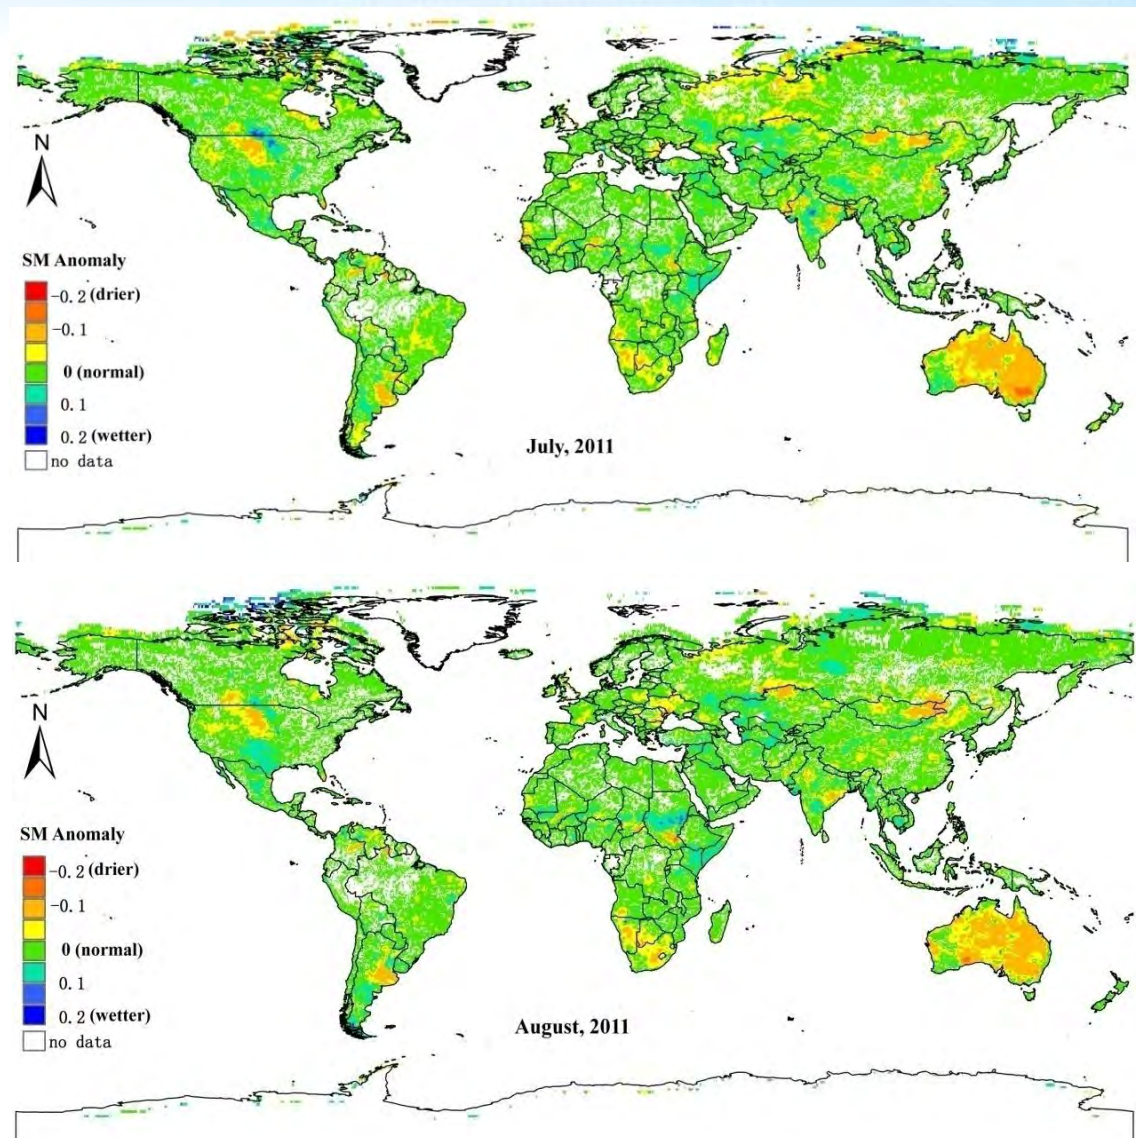 N
SM Anomaly
-0.2 (drier)
-0.1
0 (normal)
0.1
0.2 (wetter)
no data
July, 2011
N
SM Anomaly
-0.2 (drier)
-0.1
0 (normal)
0.1
0.2 (wetter)
no data
August, 2011